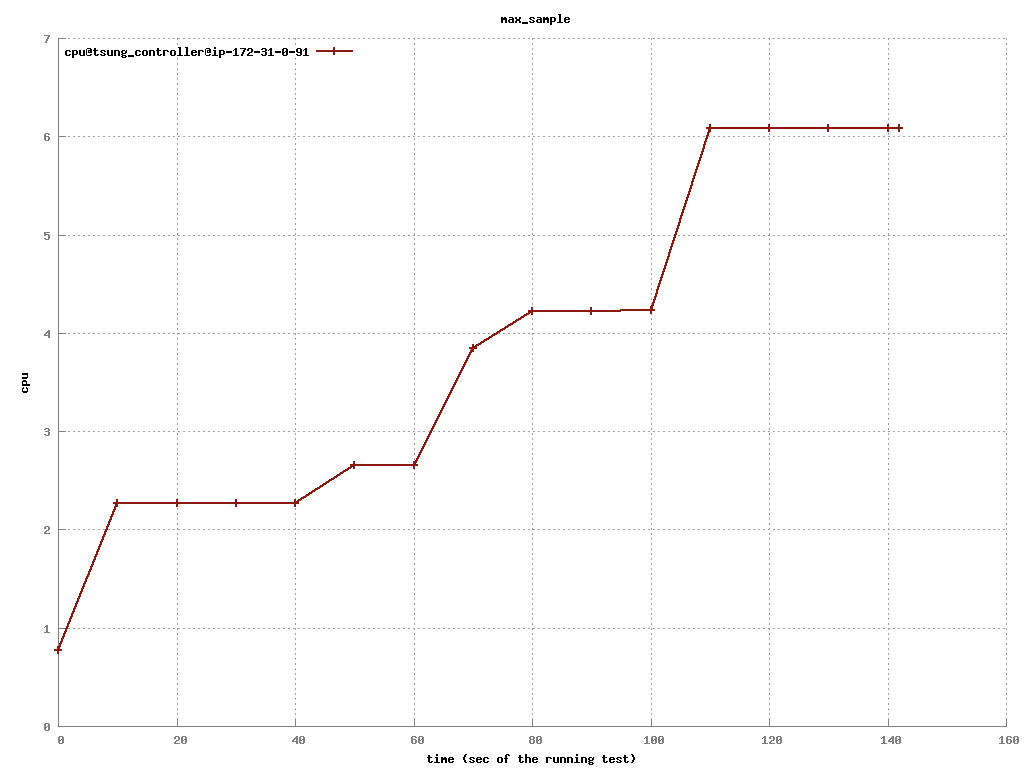 max_sample
cpu@tsung_controller@ip-172-31-0-91
7
6
5
4
3
2
1
0
cpu
0 20 40 60 80 100 120 140 160
time (sec of the running test)